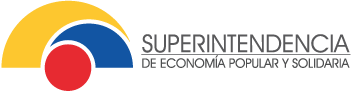 SUPERINTENDENCIA
DE ECONOMÍA POPULAR Y SOLIDARIA